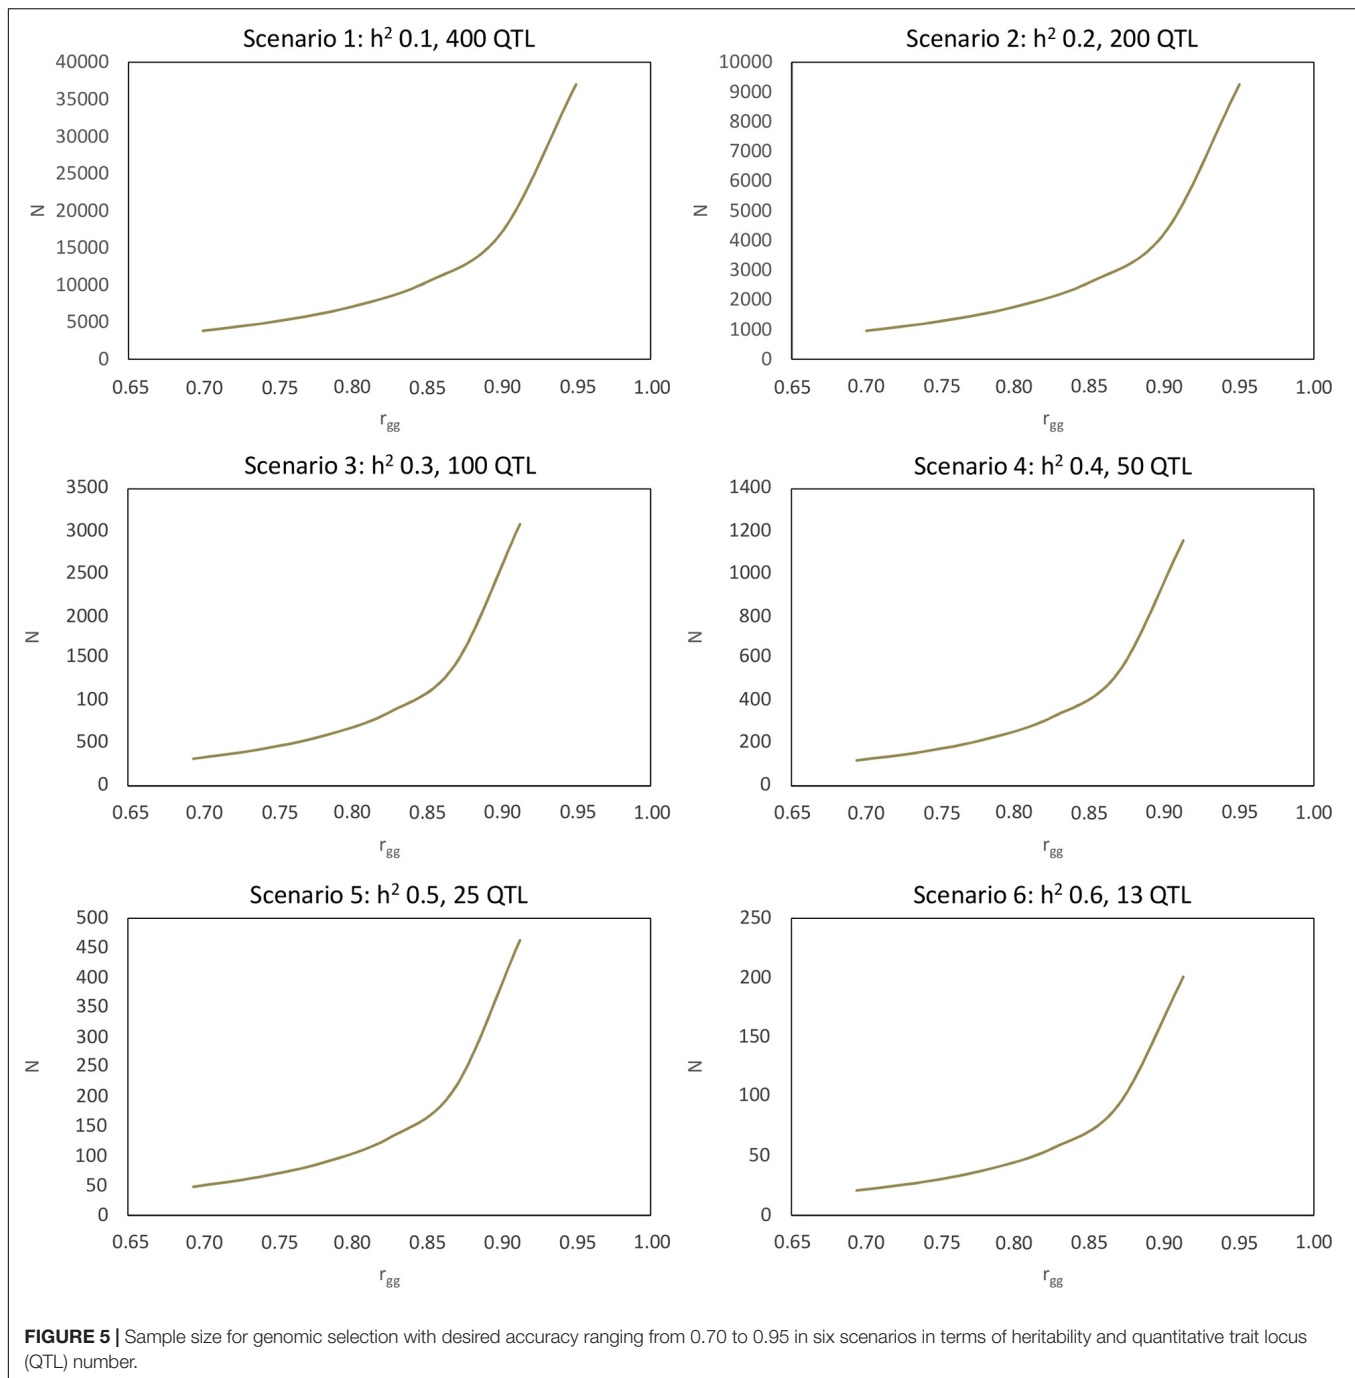 Scenario 1: h² 0.1, 400 QTL
40000
35000
30000
25000
20000
15000
10000
5000
0
N
0.65 0.70 0.75 0.80 0.85 0.90 0.95 1.00
r_gg
Scenario 2: h² 0.2, 200 QTL
10000
9000
8000
7000
6000
5000
4000
3000
2000
1000
0
N
0.65 0.70 0.75 0.80 0.85 0.90 0.95 1.00
r_gg
Scenario 3: h² 0.3, 100 QTL
3500
3000
2500
2000
1500
100
500
0
N
0.65 0.70 0.75 0.80 0.85 0.90 0.95 1.00
r_gg
Scenario 4: h² 0.4, 50 QTL
1400
1200
1000
800
600
400
200
0
N
0.65 0.70 0.75 0.80 0.85 0.90 0.95 1.00
r_gg
Scenario 5: h² 0.5, 25 QTL
500
450
400
350
300
250
200
150
100
50
0
N
0.65 0.70 0.75 0.80 0.85 0.90 0.95 1.00
r_gg
Scenario 6: h² 0.6, 13 QTL
250
200
150
100
50
0
N
0.65 0.70 0.75 0.80 0.85 0.90 0.95 1.00
r_gg
FIGURE 5 | Sample size for genomic selection with desired accuracy ranging from 0.70 to 0.95 in six scenarios in terms of heritability and quantitative trait locus
(QTL) number.